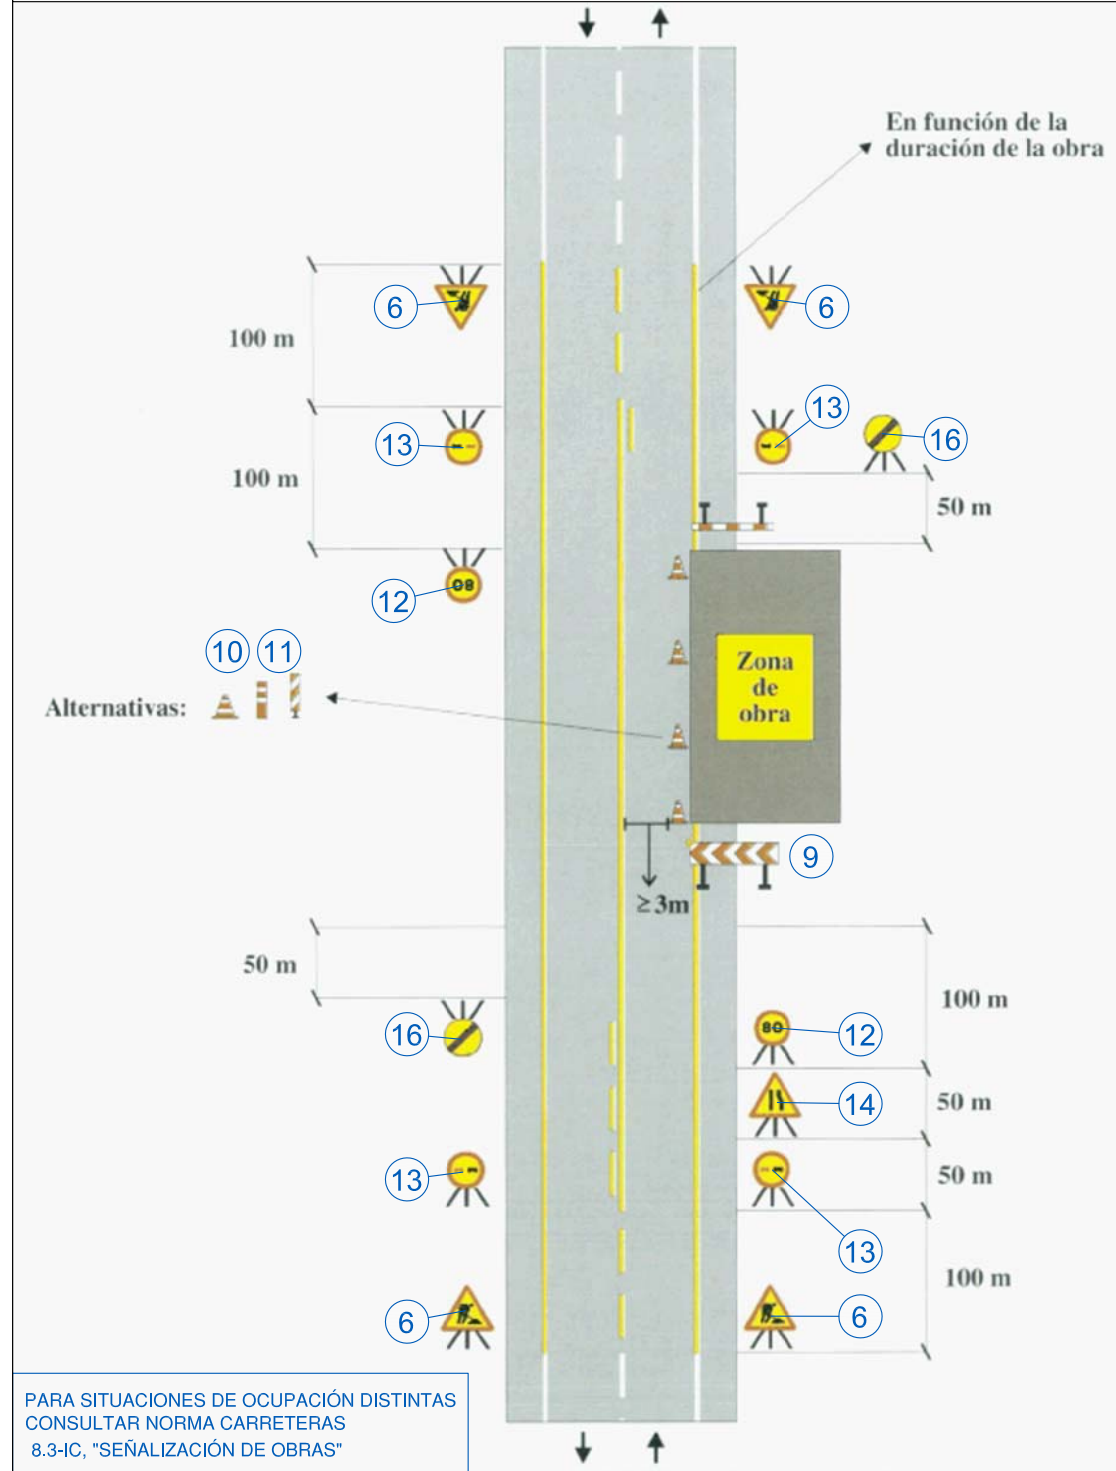 En función de la
duración de la obra
6
6
100 m
13
13
16
100 m
50 m
12
80
10
11
Alternativas:
Zona
de
obra
9
≥3m
50 m
100 m
16
80
12
14
50 m
13
50 m
13
100 m
6
6
PARA SITUACIONES DE OCUPACIÓN DISTINTAS
CONSULTAR NORMA CARRETERAS
8.3-IC, "SEÑALIZACIÓN DE OBRAS"